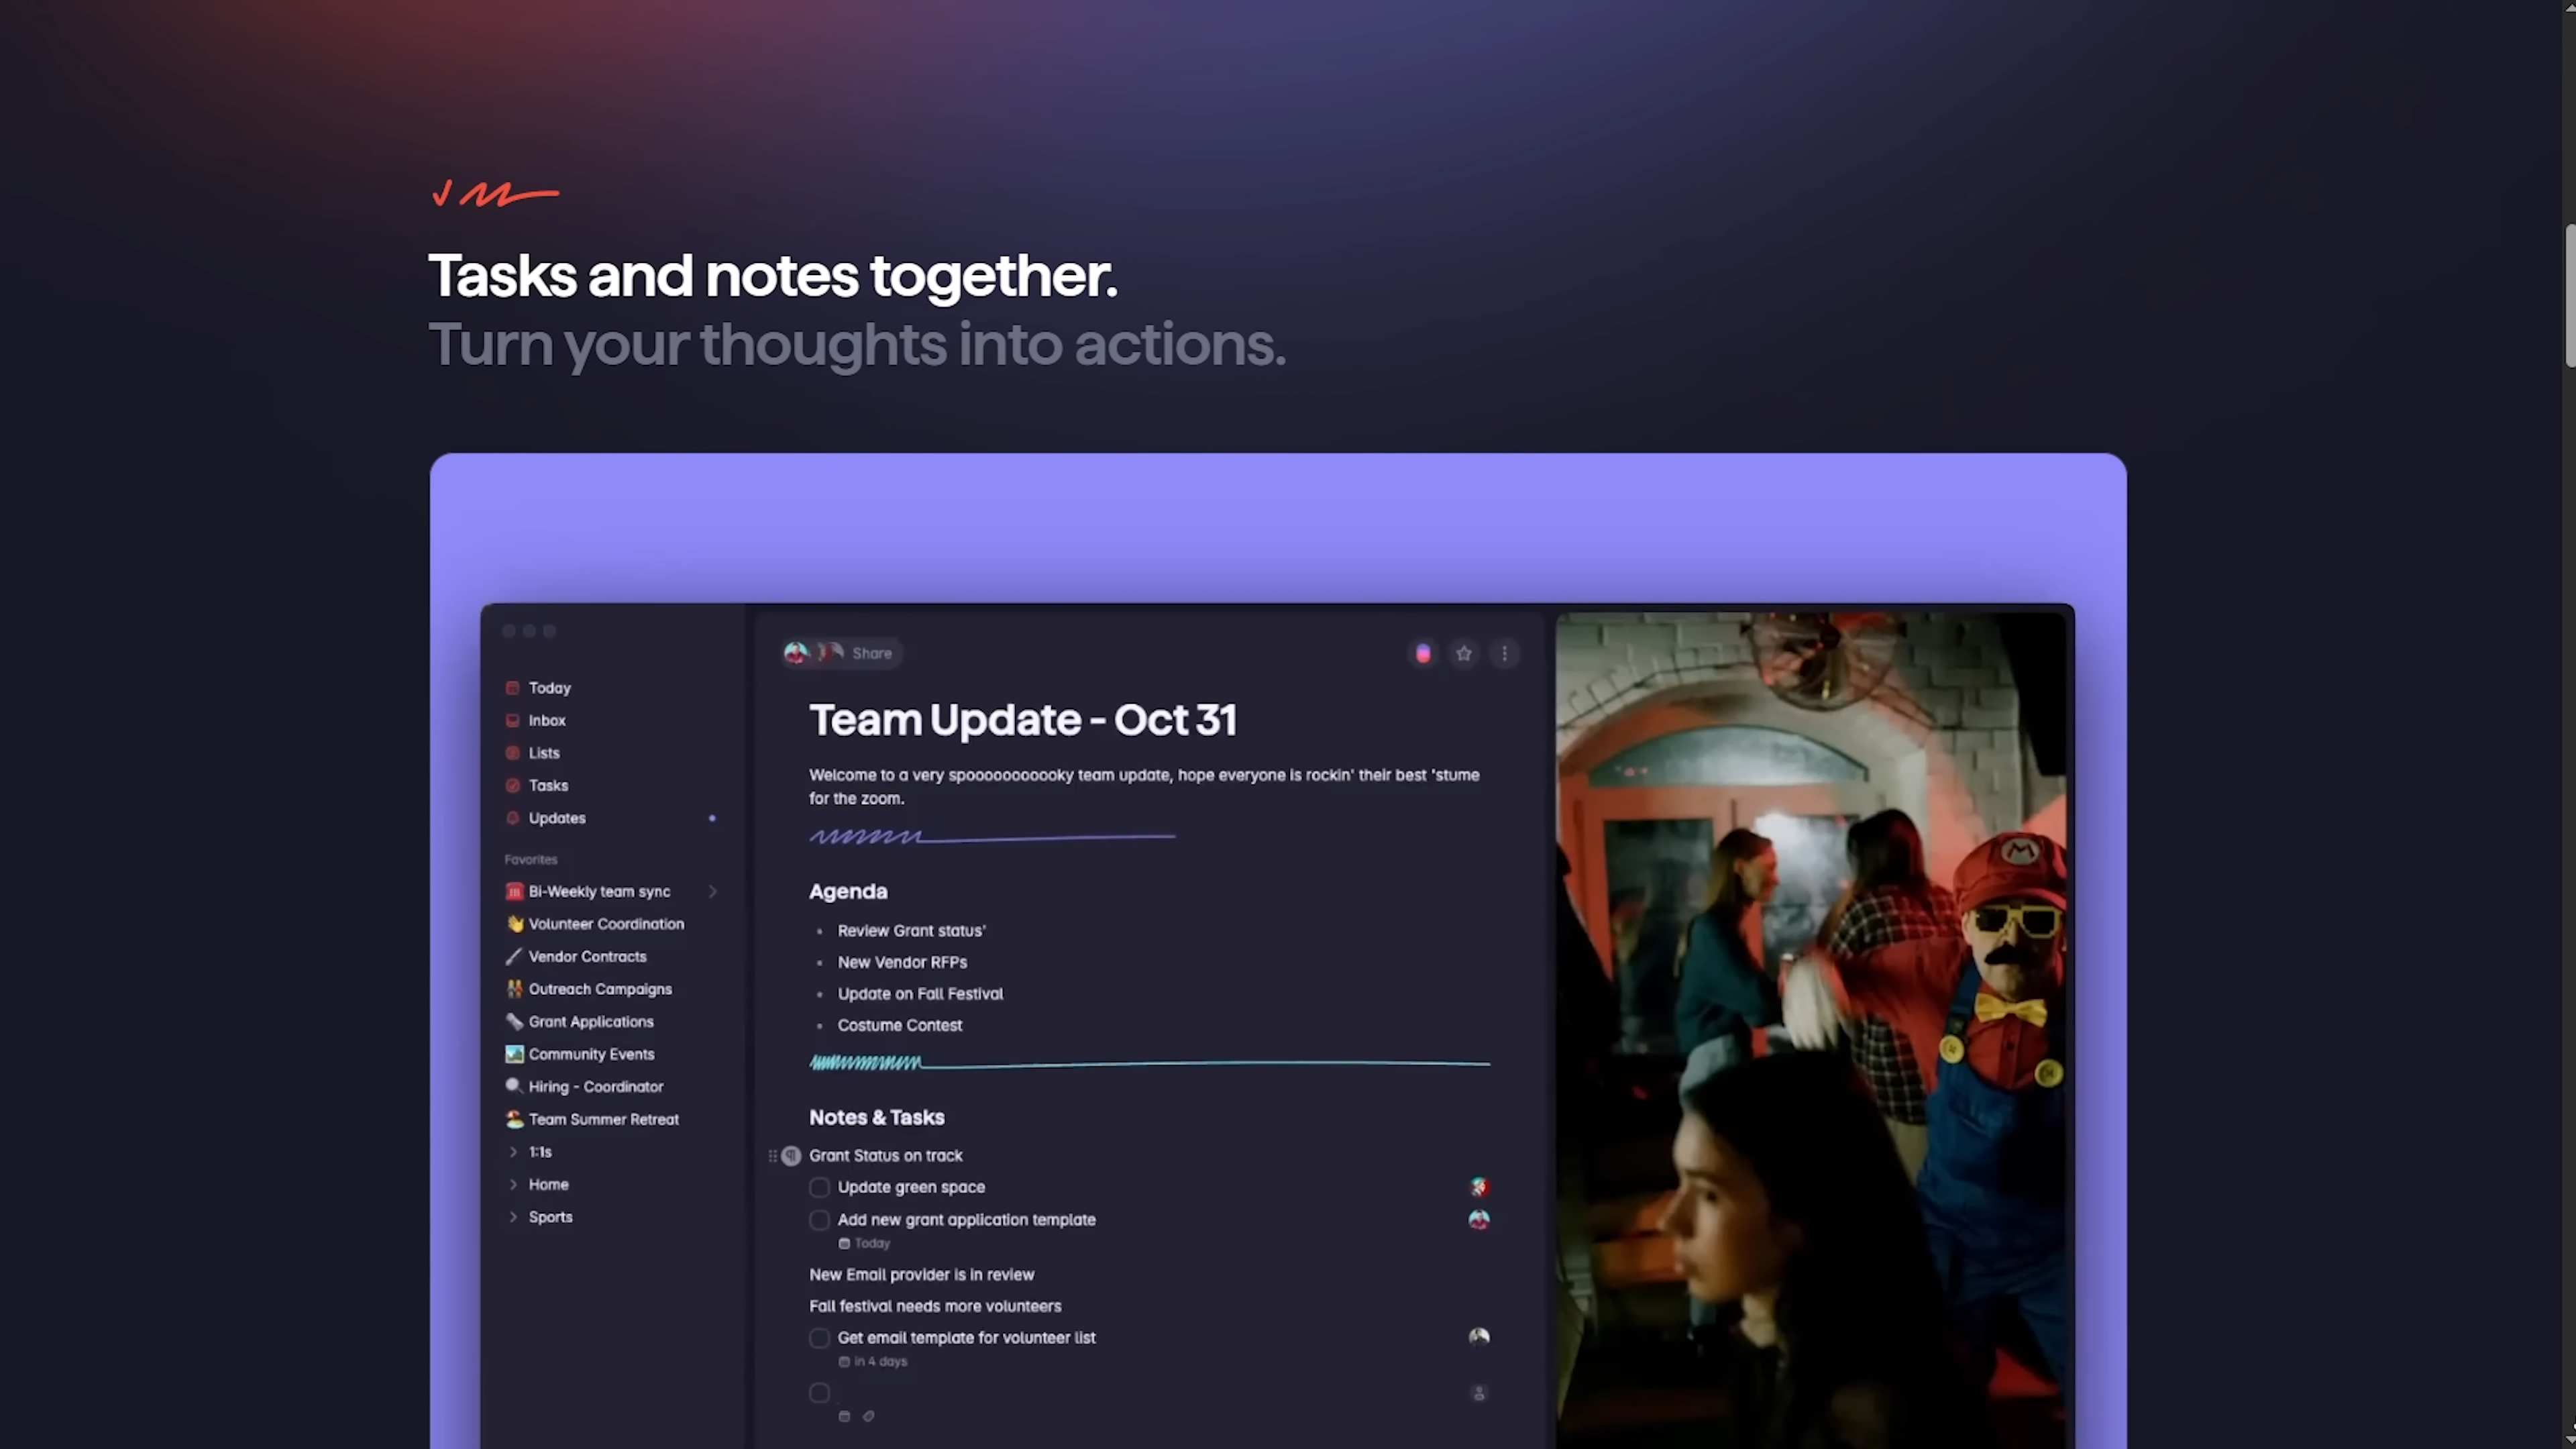 Tasks and notes together.
Turn your thoughts into actions.
Today
Inbox
Lists
Tasks
Updates
Favorites
Bi-Weekly team sync
Volunteer Coordination
Vendor Contracts
Outreach Campaigns
Grant Applications
Community Events
Hiring - Coordinator
Team Summer Retreat
1:1s
Home
Sports
Share
Team Update - Oct 31
Welcome to a very spooooooooooky team update, hope everyone is rockin' their best 'stume
for the zoom.
Agenda
Review Grant status'
New Vendor RFPs
Update on Fall Festival
Costume Contest
Notes & Tasks
Grant Status on track
Update green space
Add new grant application template
Today
New Email provider is in review
Fall festival needs more volunteers
Get email template for volunteer list
in 4 days
M